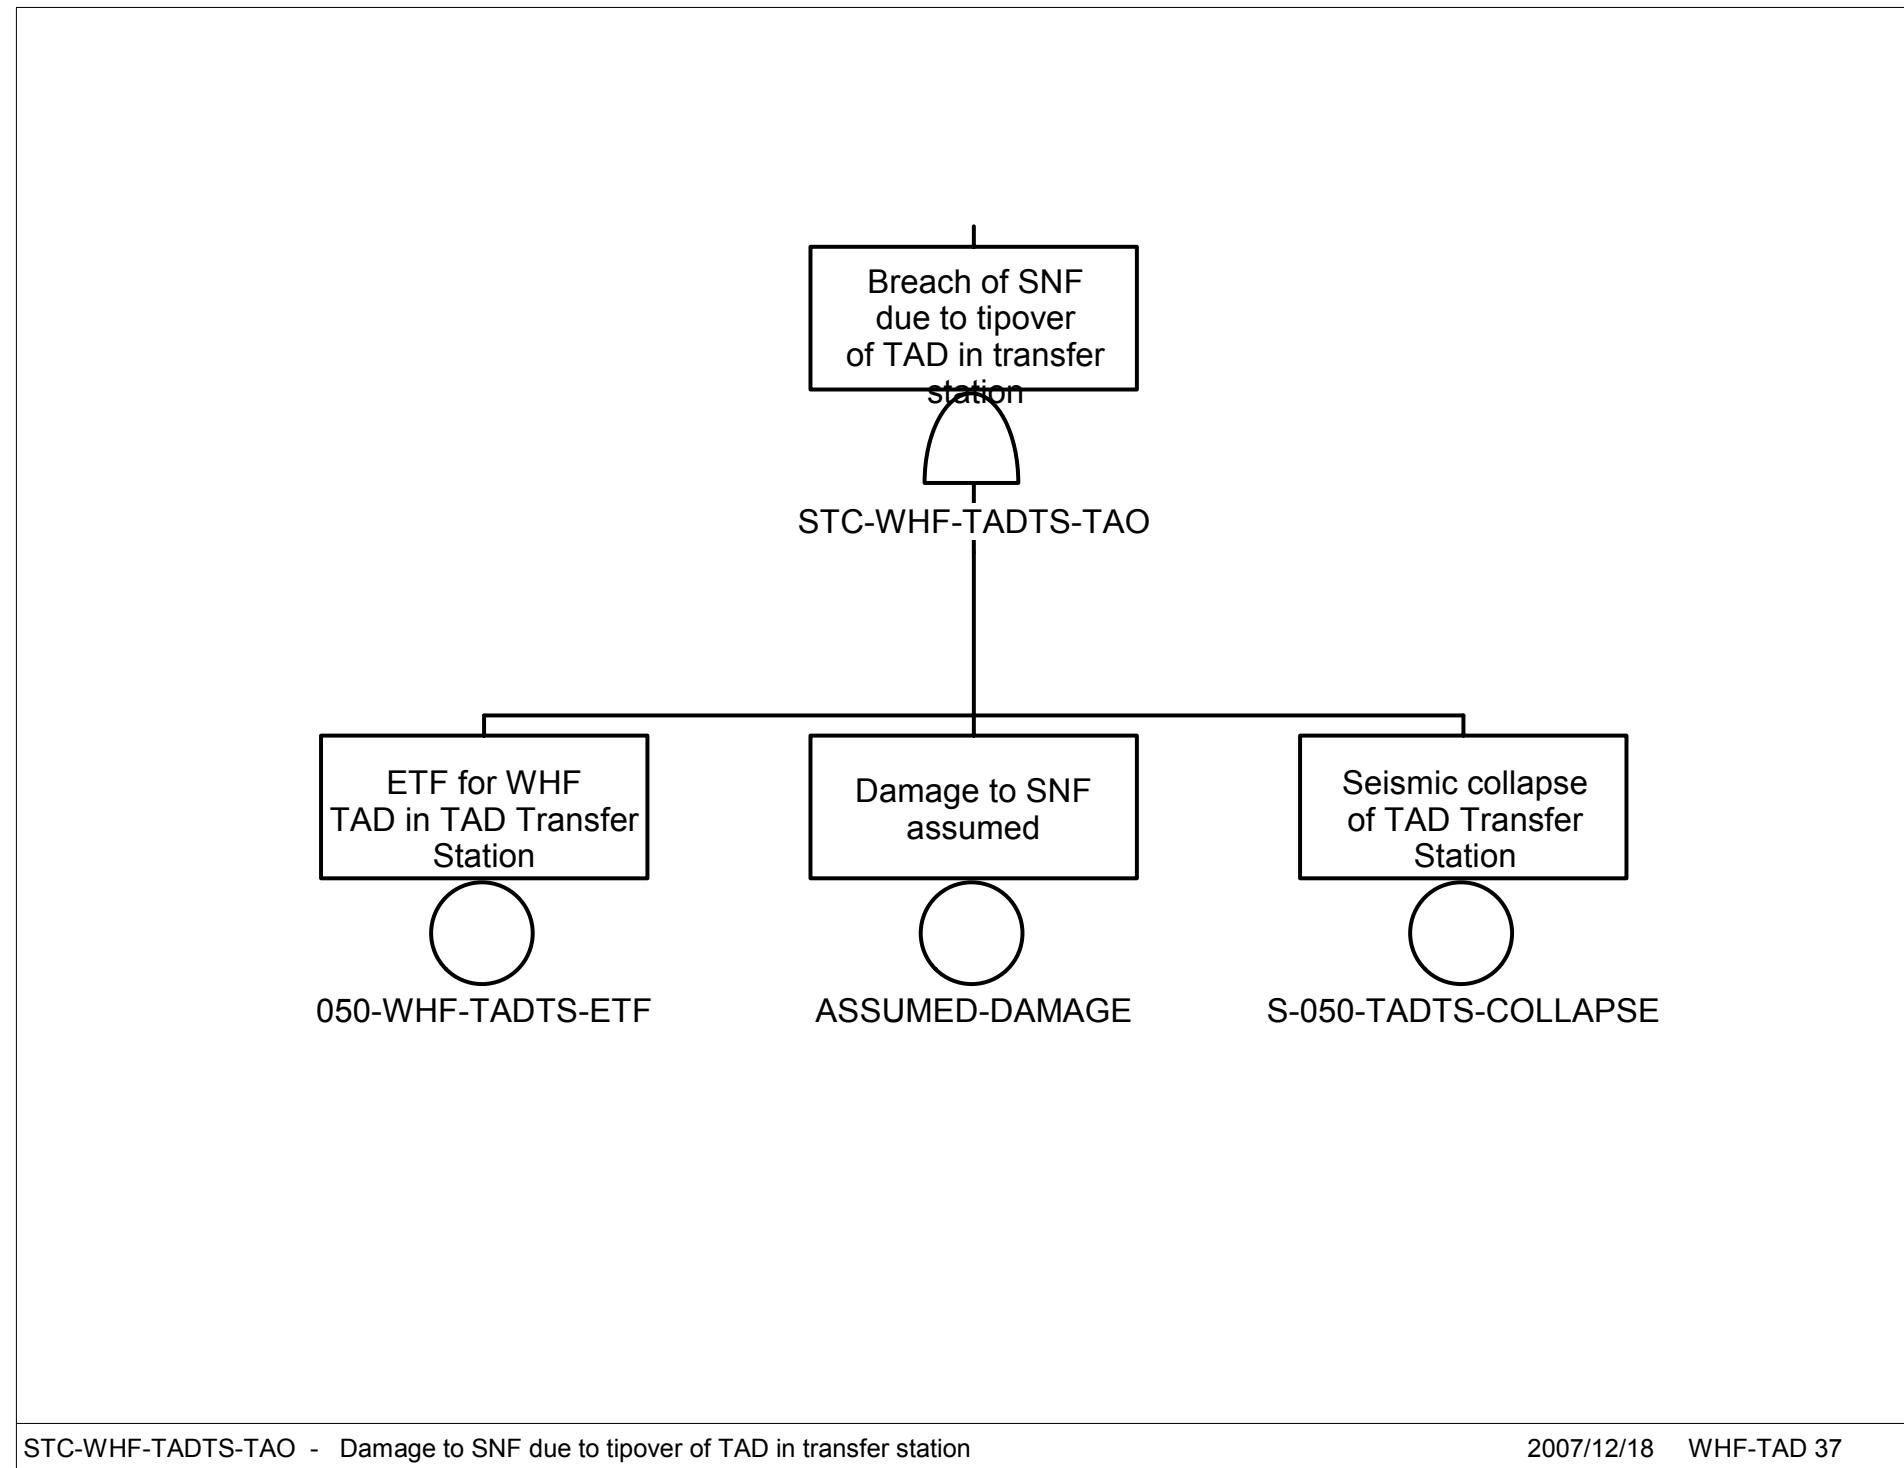 Breach of SNF
due to tipover
of TAD in transfer
station
STC-WHF-TADTS-TAO
ETF for WHF
TAD in TAD Transfer
Station
050-WHF-TADTS-ETF
Damage to SNF
assumed
ASSUMED-DAMAGE
Seismic collapse
of TAD Transfer
Station
S-050-TADTS-COLLAPSE
STC-WHF-TADTS-TAO - Damage to SNF due to tipover of TAD in transfer station 2007/12/18 WHF-TAD 37